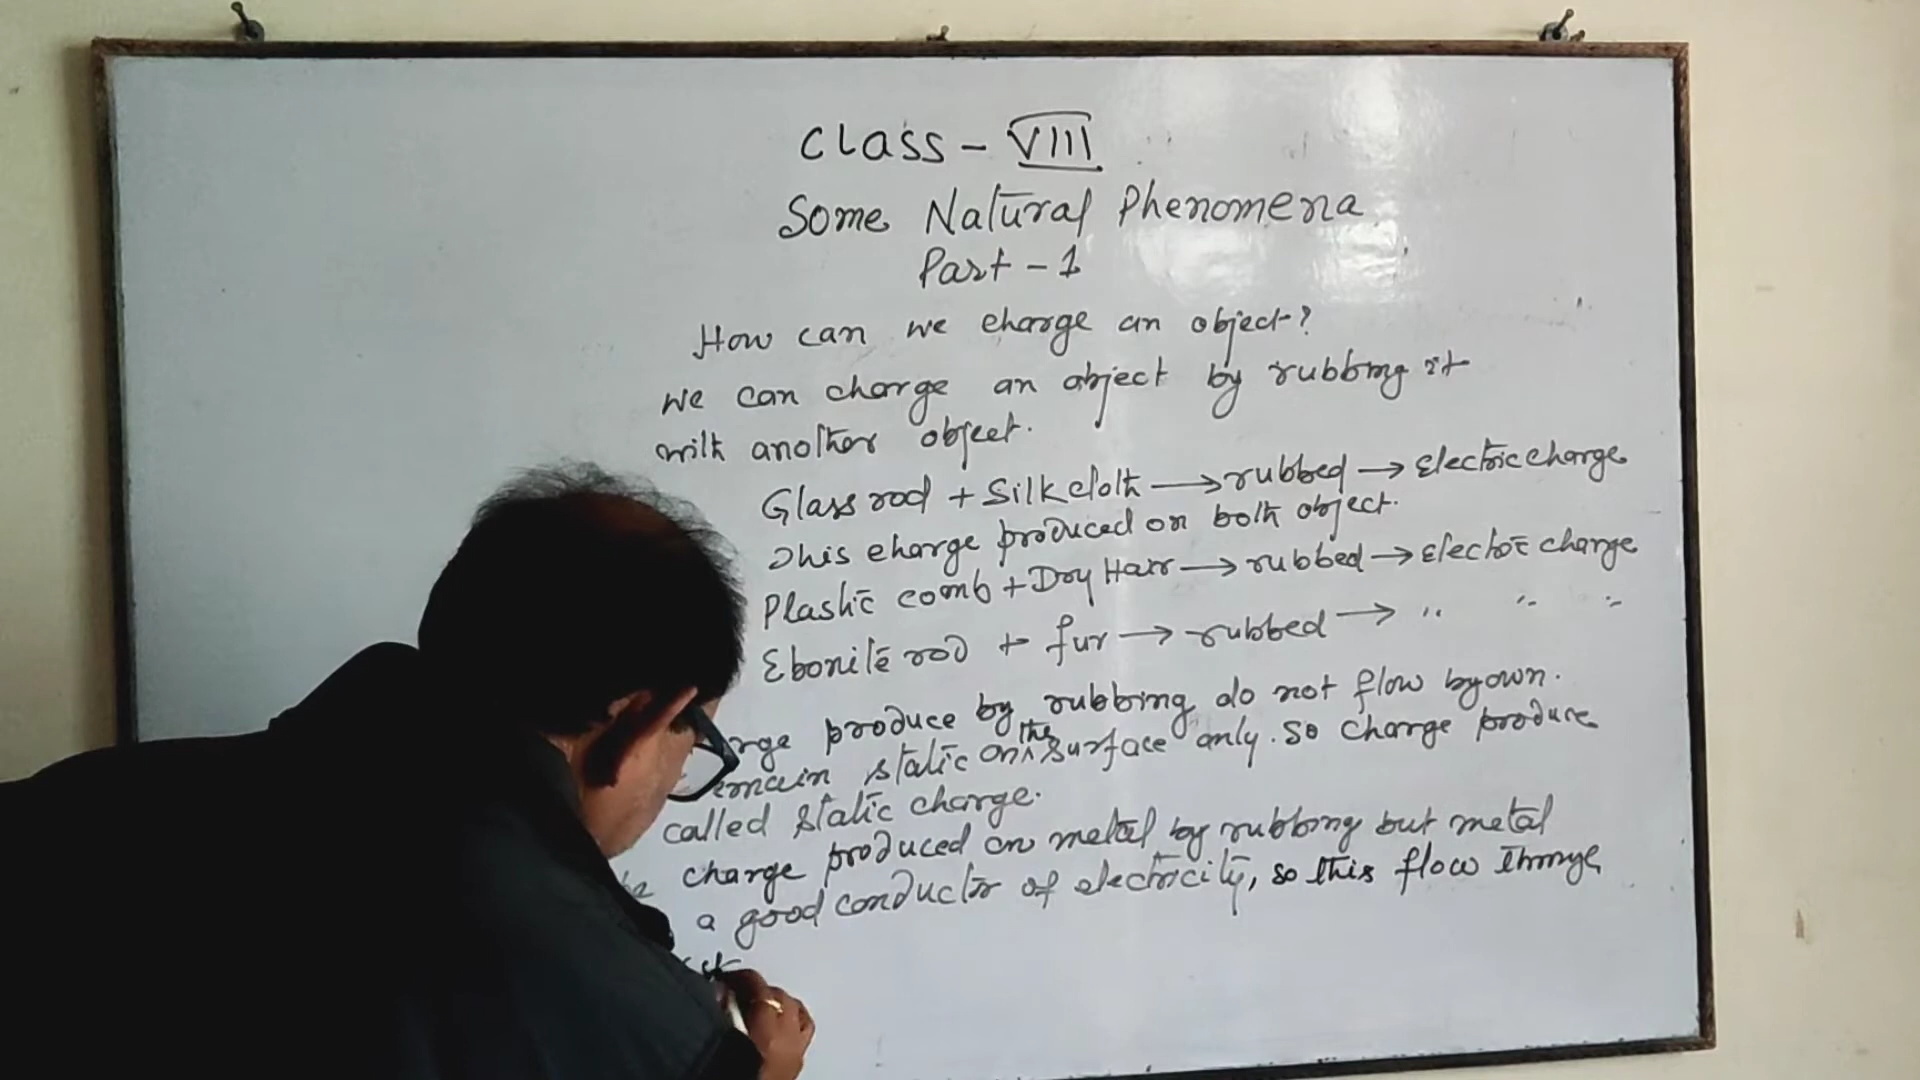 Class - VIII
Some Natural Phenomena
Part - 1
How can we charge an object?
We can charge an object by rubbing it
with another object.
Glass rod + Silk cloth → rubbed → Electric charge
This charge produced on both object.
Plastic comb + Dry Hair → rubbed → Electric charge
Ebonite rod + fur → rubbed → " " "
produce by rubbing do not flow by own.
static on the surface only. So charge produce
called static charge.
charge produced on metal by rubbing but metal
a good conductor of electricity, so this flow through